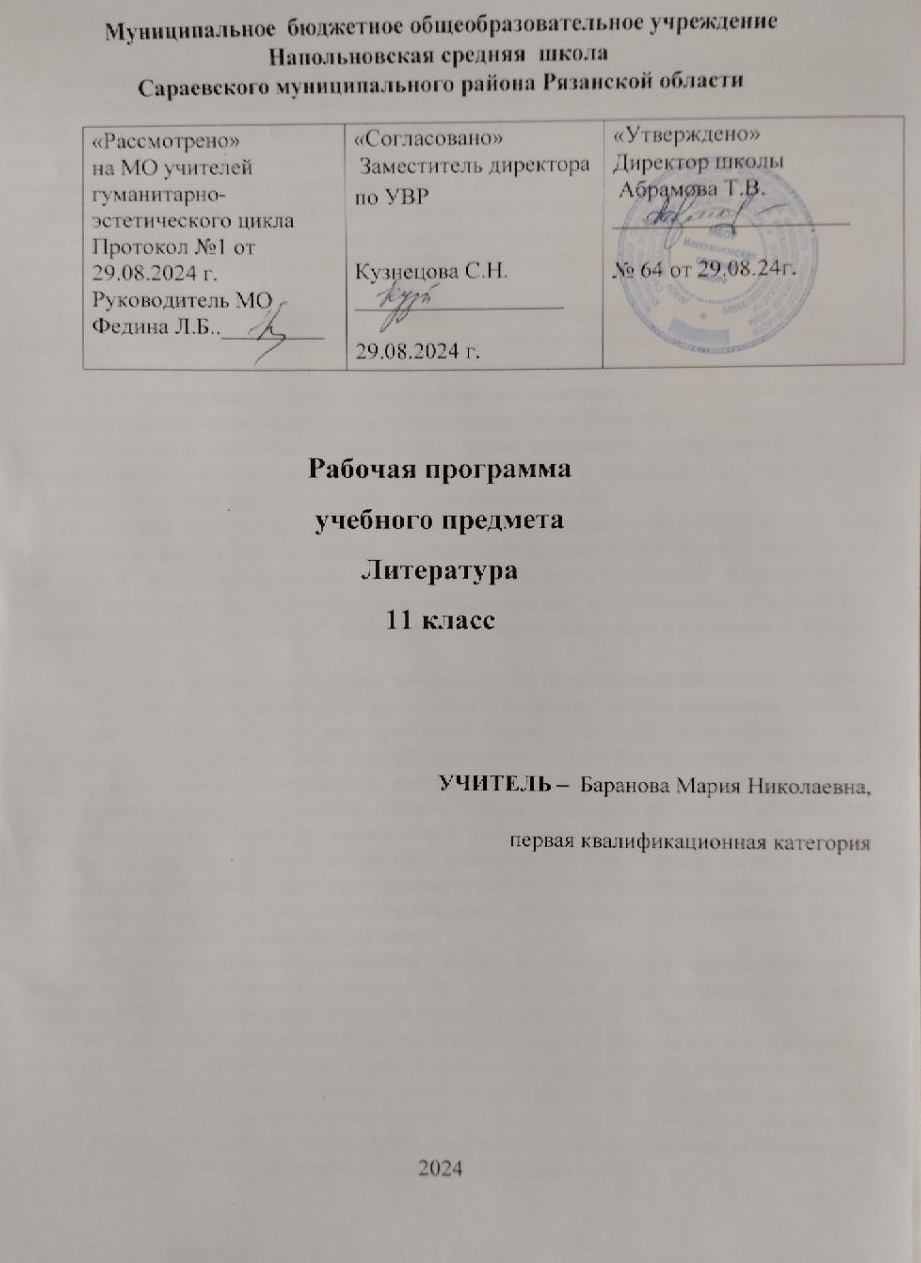 Муниципальное бюджетное общеобразовательное учреждение
Напольновская средняя школа
Сараевского муниципального района Рязанской области
«Рассмотрено»
на МО учителей
гуманитарно-
эстетического цикла
Протокол №1 от
29.08.2024 г.
Руководитель МО
Федина Л.Б..
«Согласовано»
Заместитель директора
по УВР
Кузнецова С.Н.
29.08.2024 г.
«Утверждено»
Директор школы
Абрамова Т.В.
№ 64 от 29.08.24г.
Рабочая программа
учебного предмета
Литература
11 класс
УЧИТЕЛЬ – Баранова Мария Николаевна,
первая квалификационная категория
2024